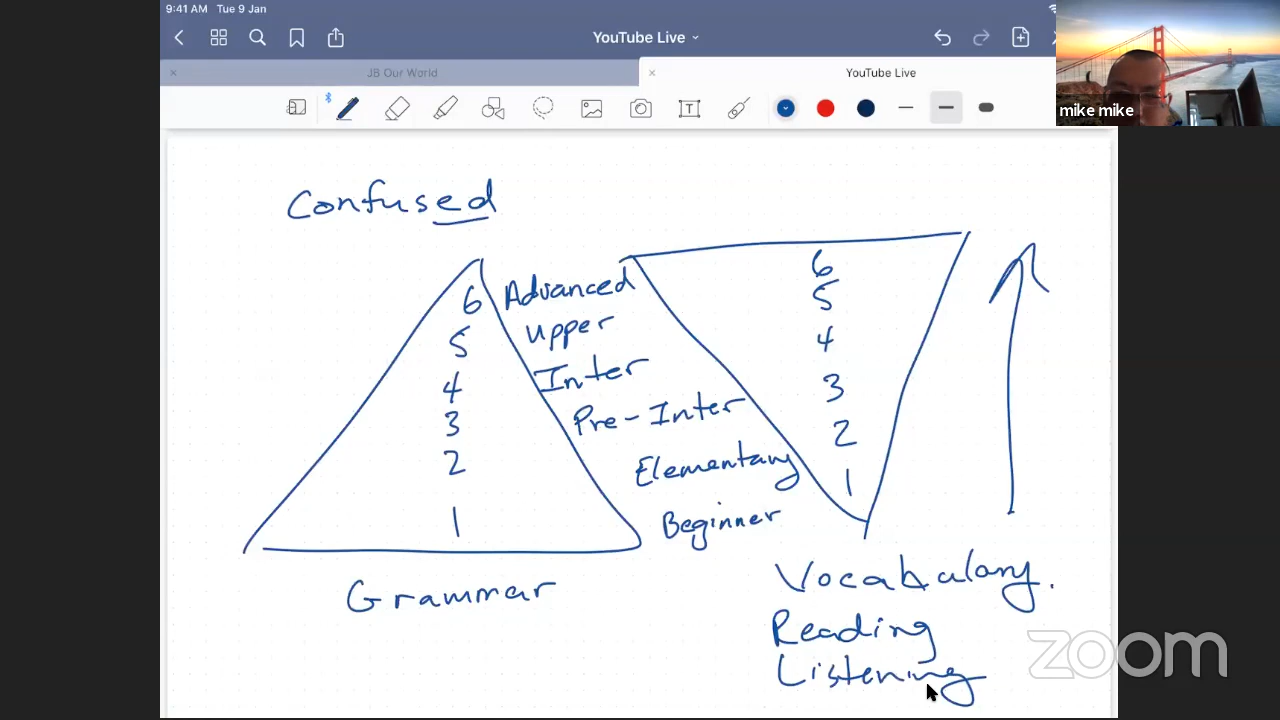 9:41 AM Tue 9 Jan
YouTube Live
JB Our World
YouTube Live
mike mike
Confused
6 Advanced 6
5 Upper 5
4 Inter 4
3 Pre-Inter 3
2 Elementary 2
1 Beginner 1
Grammar
Vocabulary.
Reading
Listening
zoom